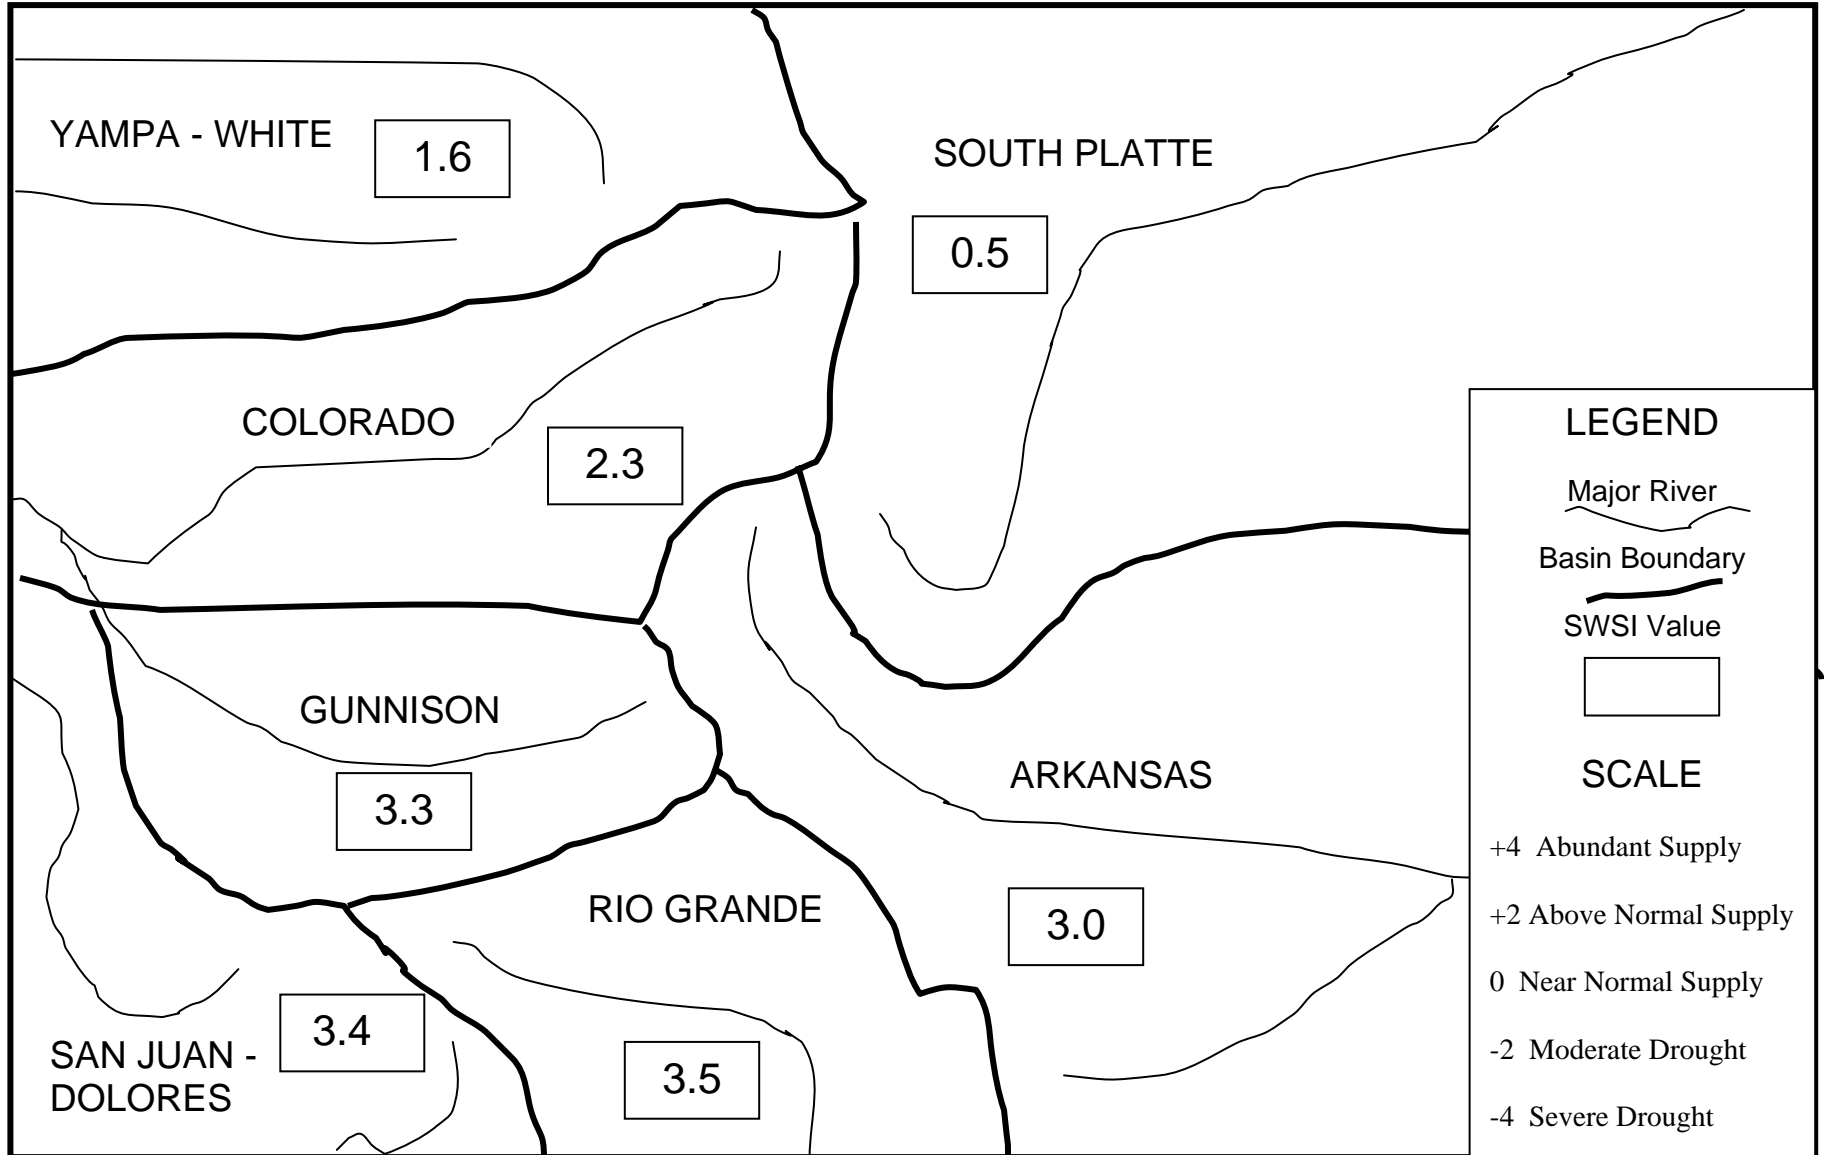 YAMPA - WHITE
1.6
SOUTH PLATTE
0.5
COLORADO
2.3
GUNNISON
3.3
ARKANSAS
3.0
RIO GRANDE
3.5
SAN JUAN -
DOLORES
3.4
LEGEND
Major River
Basin Boundary
SWSI Value
SCALE
+4 Abundant Supply
+2 Above Normal Supply
0 Near Normal Supply
-2 Moderate Drought
-4 Severe Drought